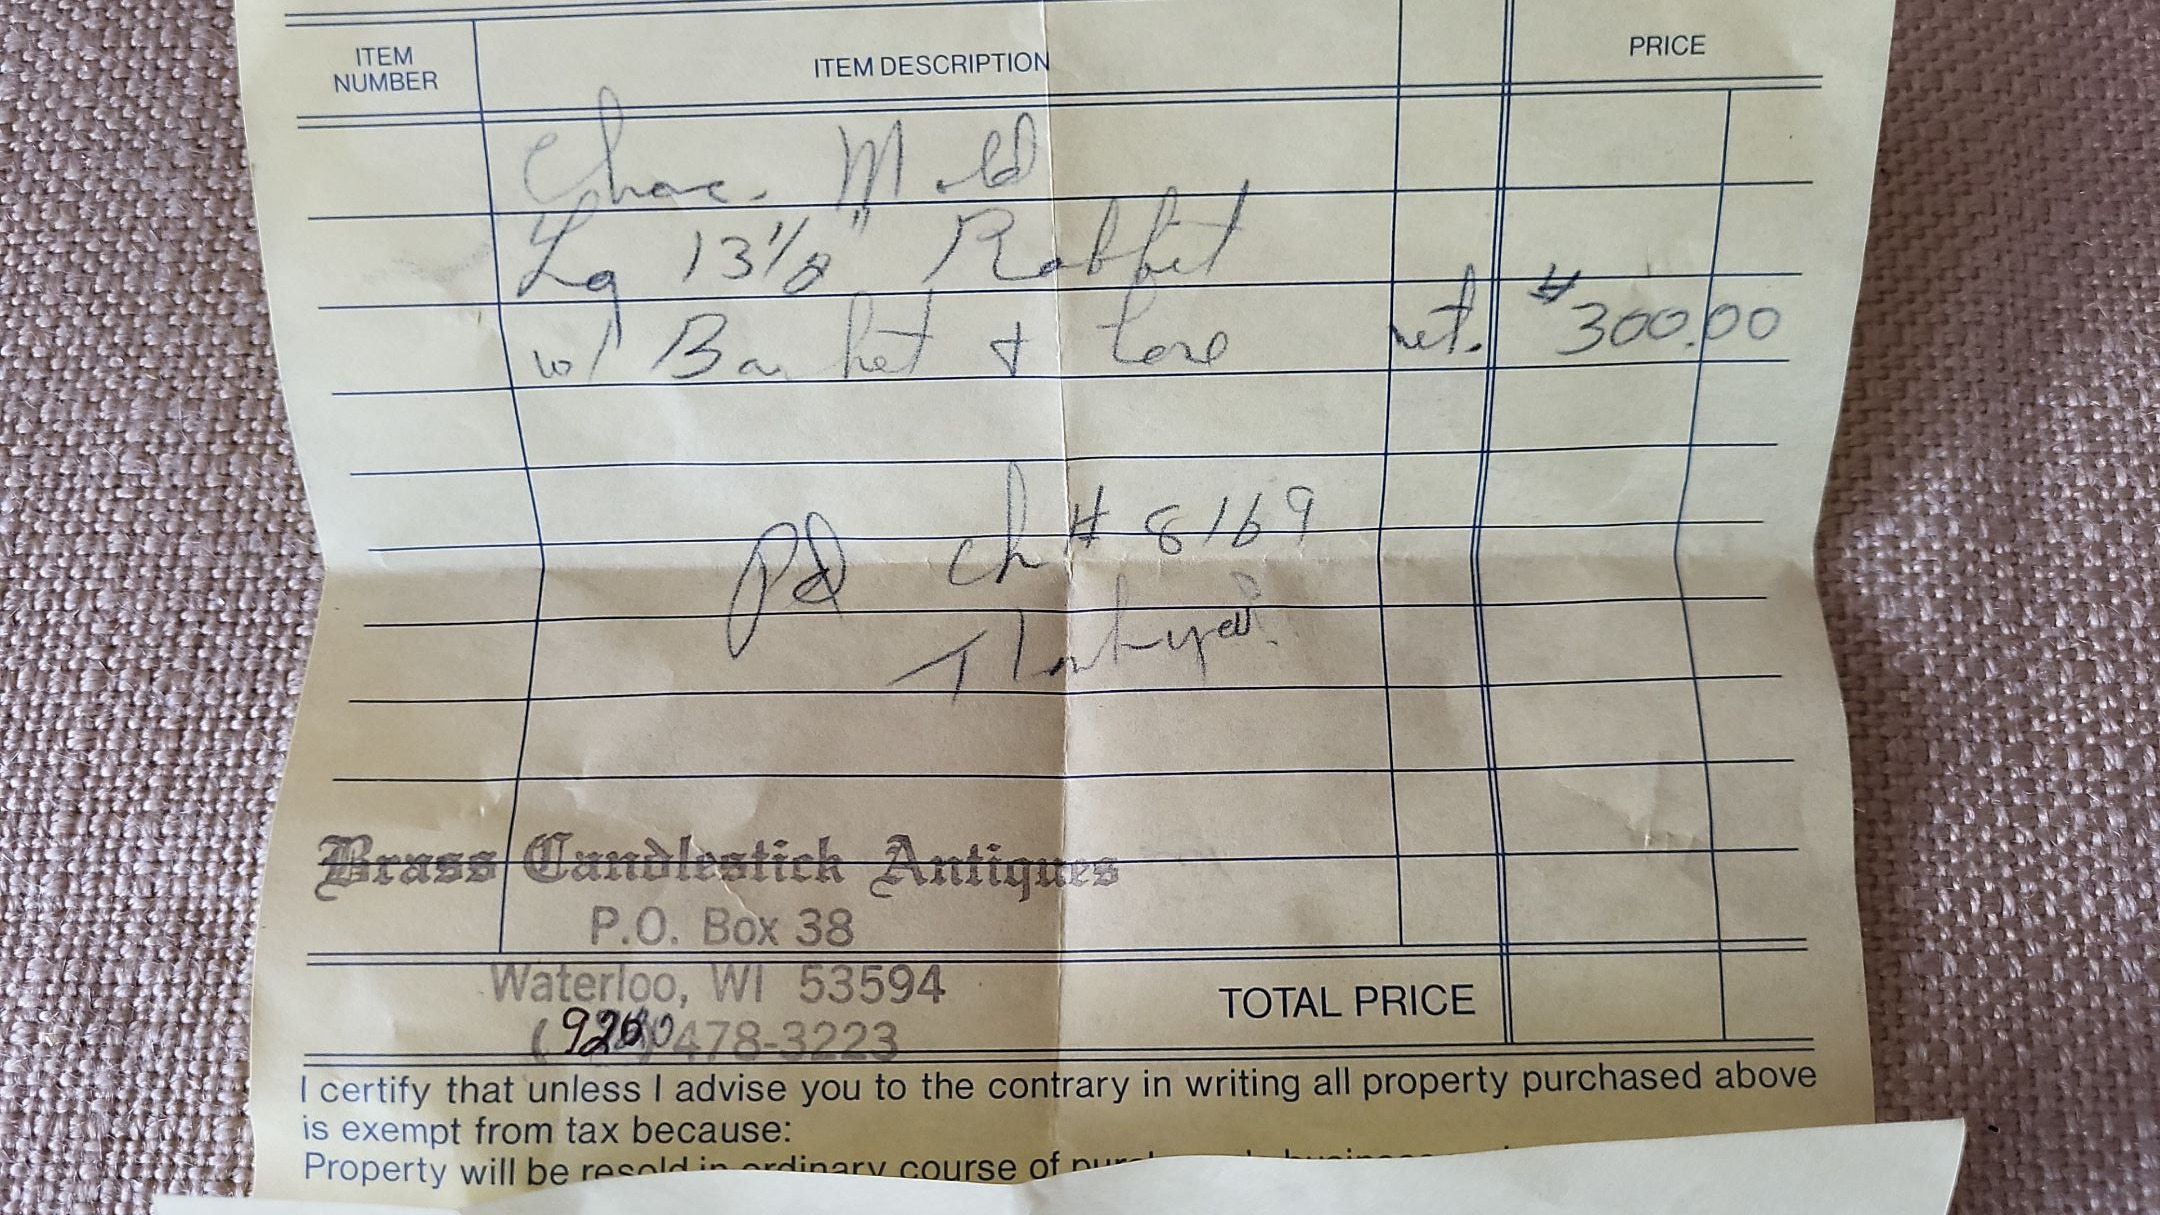 ITEM NUMBER ITEM DESCRIPTION PRICE
Choc. Mold
Lg 13 1/8" Rabbit
w/ Basket + Cane net. $300.00
Pd ch # 8169
Thankyou
Brass Candlestick Antiques
P.O. Box 38
Waterloo, WI 53594
TOTAL PRICE
(920) 478-3223
I certify that unless I advise you to the contrary in writing all property purchased above
is exempt from tax because:
Property will be resold in ordinary course of